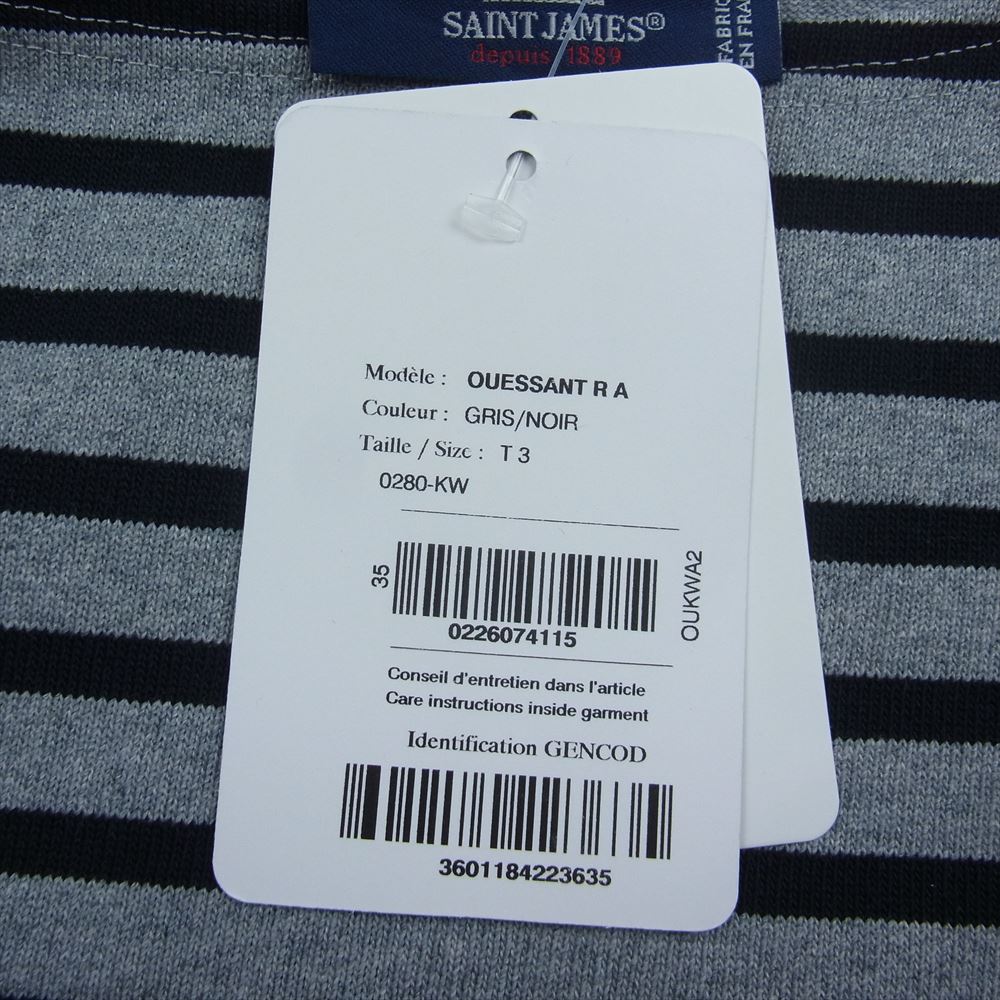 SAINT JAMES®
depuis 1889
FABRIQ
EN FRA
Modèle : OUESSANT R A
Couleur : GRIS/NOIR
Taille / Size : T 3
0280-KW
35
0226074115
OUKWA2
Conseil d'entretien dans l'article
Care instructions inside garment
Identification GENCOD
3601184223635